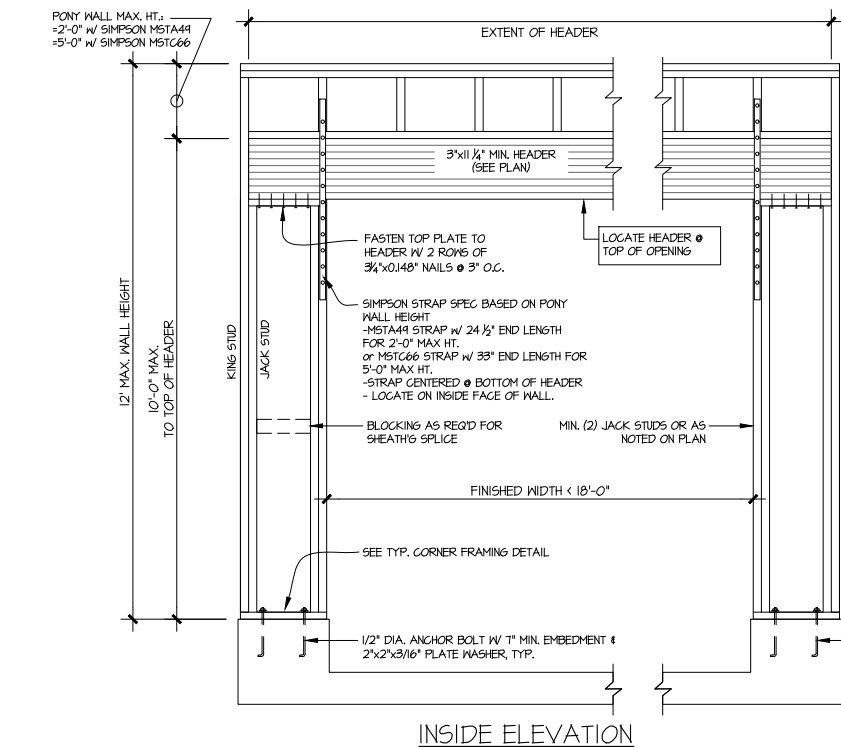 PONY WALL MAX. HT.:
=2'-0" W/ SIMPSON MSTA49
=5'-0" W/ SIMPSON MSTC66
EXTENT OF HEADER
3"x11 1/4" MIN. HEADER
(SEE PLAN)
FASTEN TOP PLATE TO
HEADER W/ 2 ROWS OF
3 1/4"x0.148" NAILS @ 3" O.C.
LOCATE HEADER @
TOP OF OPENING
SIMPSON STRAP SPEC BASED ON PONY
WALL HEIGHT
-MSTA49 STRAP W/ 24 1/2" END LENGTH
FOR 2'-0" MAX HT.
or MSTC66 STRAP W/ 33" END LENGTH FOR
5'-0" MAX HT.
-STRAP CENTERED @ BOTTOM OF HEADER
- LOCATE ON INSIDE FACE OF WALL.
12' MAX. WALL HEIGHT
10'-0" MAX.
TO TOP OF HEADER
KING STUD
JACK STUD
BLOCKING AS REQ'D FOR
SHEATH'G SPLICE
MIN. (2) JACK STUDS OR AS
NOTED ON PLAN
FINISHED WIDTH < 18'-0"
SEE TYP. CORNER FRAMING DETAIL
1/2" DIA. ANCHOR BOLT W/ 7" MIN. EMBEDMENT &
2"x2"x3/16" PLATE WASHER, TYP.
INSIDE ELEVATION